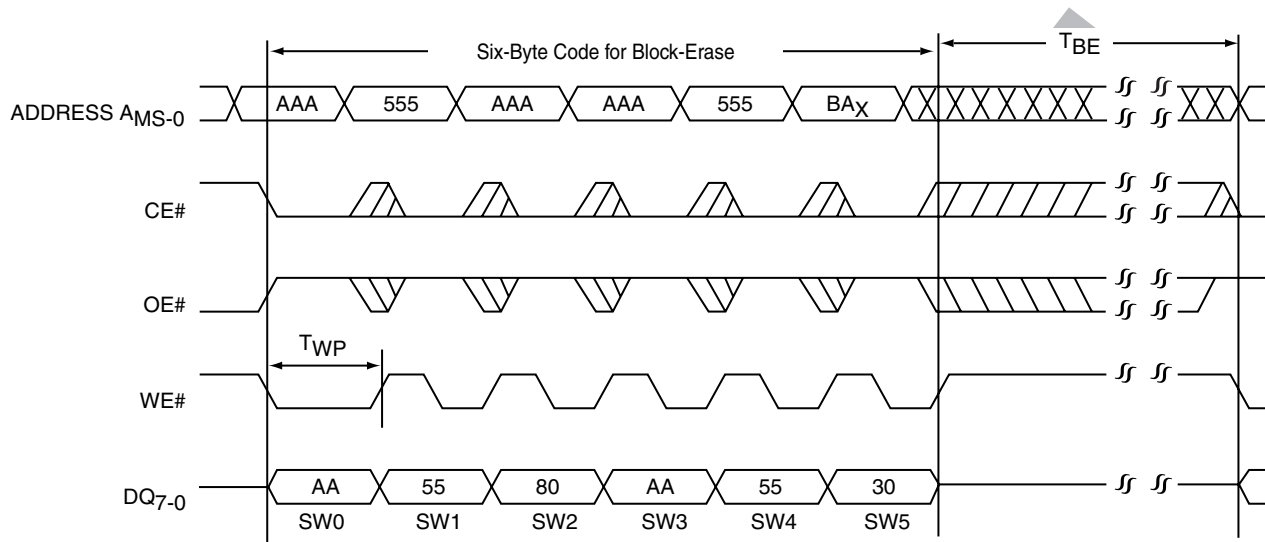 Six-Byte Code for Block-Erase
TBE
ADDRESS AMS-0
AAA 555 AAA AAA 555 BAX
CE#
OE#
TWP
WE#
DQ7-0
AA 55 80 AA 55 30
SW0 SW1 SW2 SW3 SW4 SW5